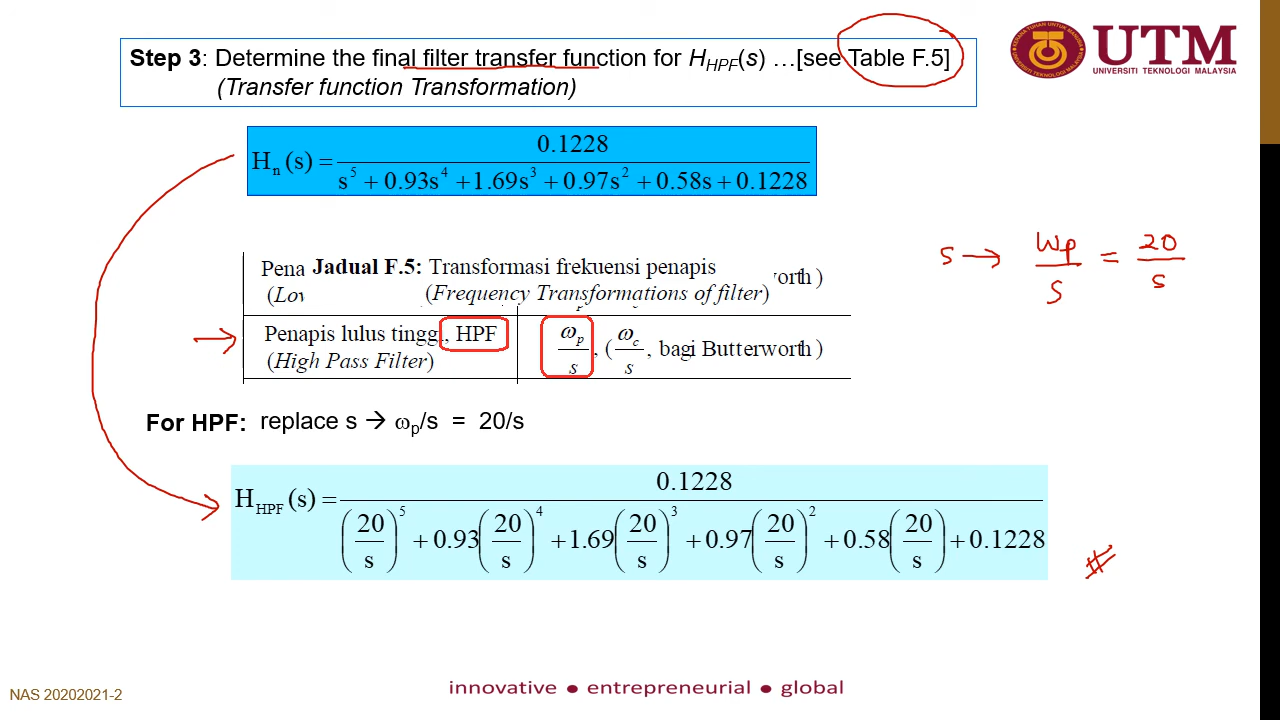 Step 3: Determine the final filter transfer function for H_HPF(s) …[see Table F.5]
(Transfer function Transformation)
UTM
UNIVERSITI TEKNOLOGI MALAYSIA
H_n(s) = 0.1228 / (s^5 + 0.93s^4 + 1.69s^3 + 0.97s^2 + 0.58s + 0.1228)
s → Wp/s = 20/s
Pena Jadual F.5: Transformasi frekuensi penapis orth)
(Lov (Frequency Transformations of filter)
Penapis lulus tinggi, HPF ω_p/s, (ω_c/s, bagi Butterworth)
(High Pass Filter)
For HPF: replace s → ω_p/s = 20/s
H_HPF(s) = 0.1228 / ((20/s)^5 + 0.93(20/s)^4 + 1.69(20/s)^3 + 0.97(20/s)^2 + 0.58(20/s) + 0.1228)
NAS 20202021-2
innovative ● entrepreneurial ● global